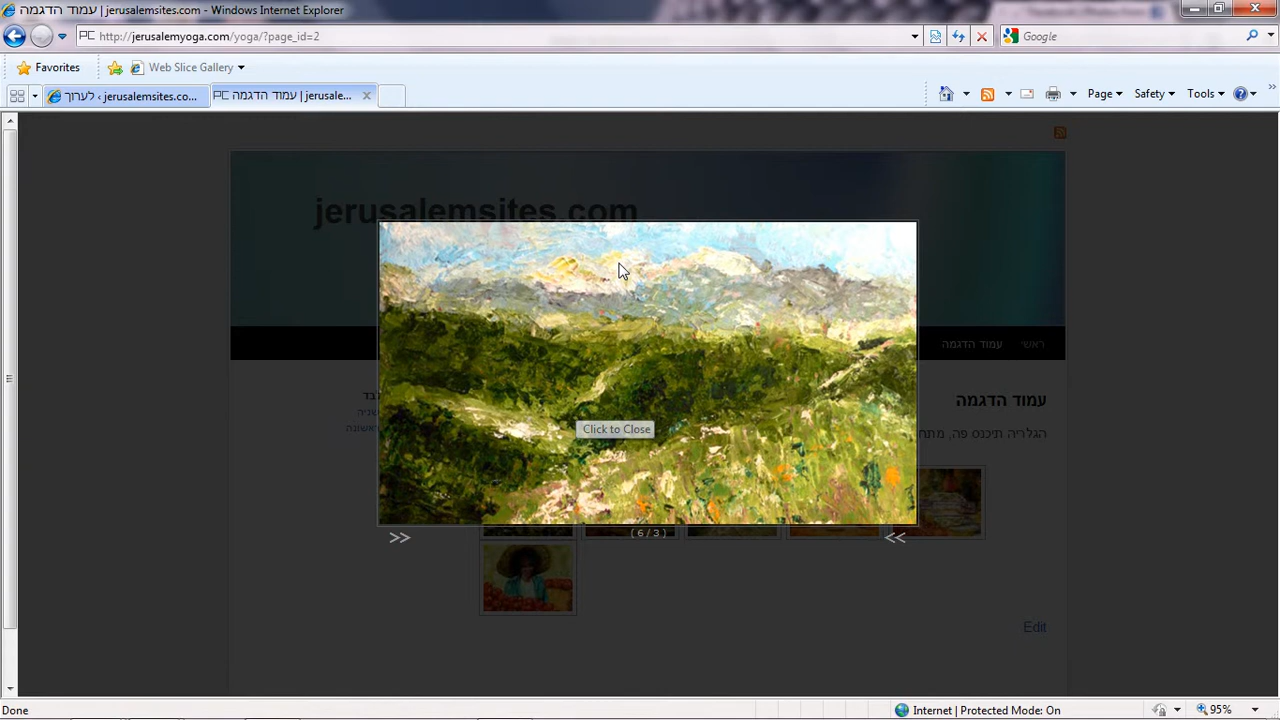 עמוד הדגמה | jerusalemsites.com - Windows Internet Explorer
http://jerusalemyoga.com/yoga/?page_id=2
Google
Favorites
Web Slice Gallery
לערוך ‹ jerusalemsites.co...
עמוד הדגמה | jerusale...
Page
Safety
Tools
jerusalemsites.com
ראשי
עמוד הדגמה
עמוד הדגמה
הגלריה תיכנס פה, מתח
Click to Close
>>
( 6 / 3 )
<<
Edit
Done
Internet | Protected Mode: On
95%